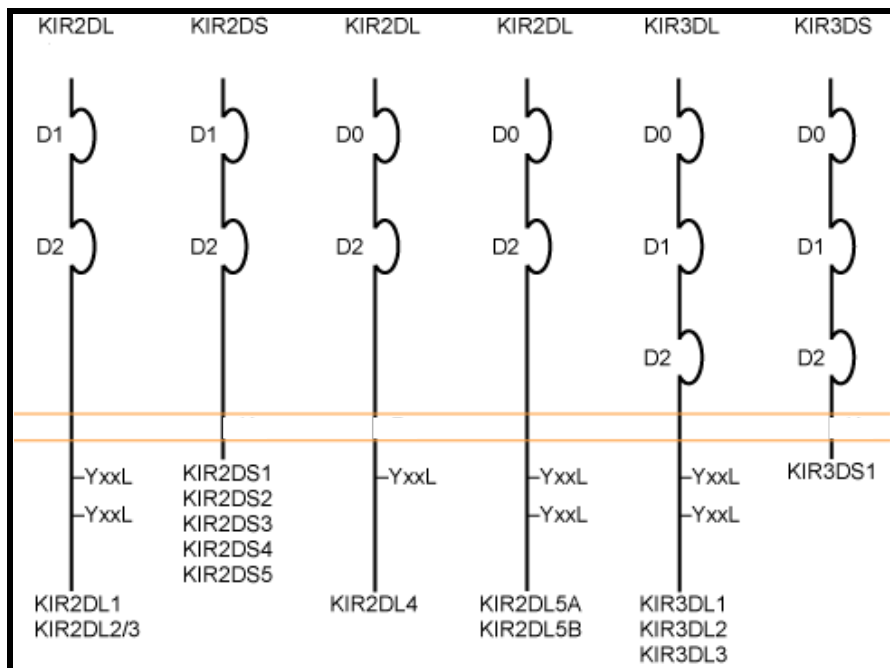 KIR2DL KIR2DS KIR2DL KIR2DL KIR3DL KIR3DS
D1 D1 D0 D0 D0 D0
D2 D2 D2 D2 D1 D1
D2 D2
YxxL YxxL YxxL YxxL
YxxL YxxL YxxL
KIR2DS1
KIR2DS2
KIR2DS3
KIR2DS4
KIR2DS5
KIR3DS1
KIR2DL1
KIR2DL2/3
KIR2DL4
KIR2DL5A
KIR2DL5B
KIR3DL1
KIR3DL2
KIR3DL3